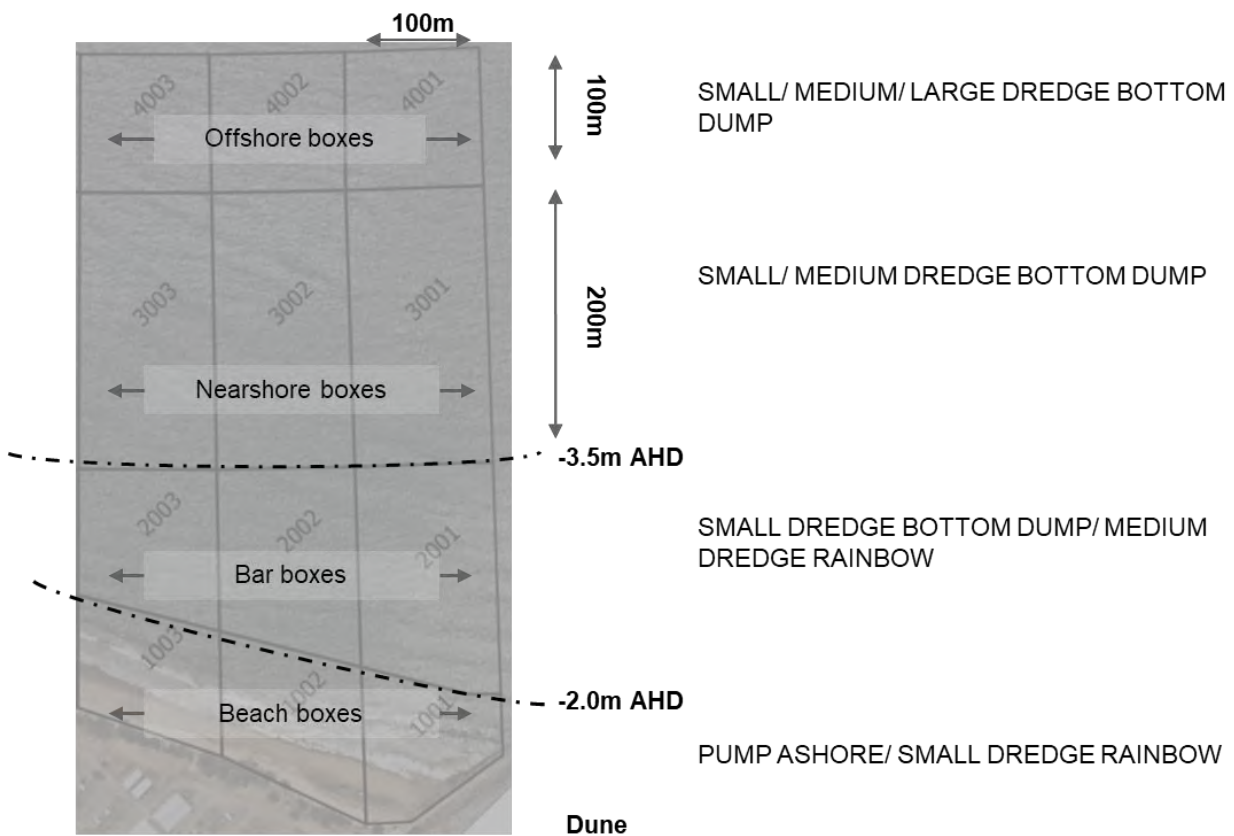 100m
4003
4002
4001
100m
SMALL/ MEDIUM/ LARGE DREDGE BOTTOM
DUMP
Offshore boxes
3003
3002
3001
200m
SMALL/ MEDIUM DREDGE BOTTOM DUMP
Nearshore boxes
-3.5m AHD
2003
2002
2001
SMALL DREDGE BOTTOM DUMP/ MEDIUM
DREDGE RAINBOW
Bar boxes
1003
1002
1001
-2.0m AHD
Beach boxes
PUMP ASHORE/ SMALL DREDGE RAINBOW
Dune